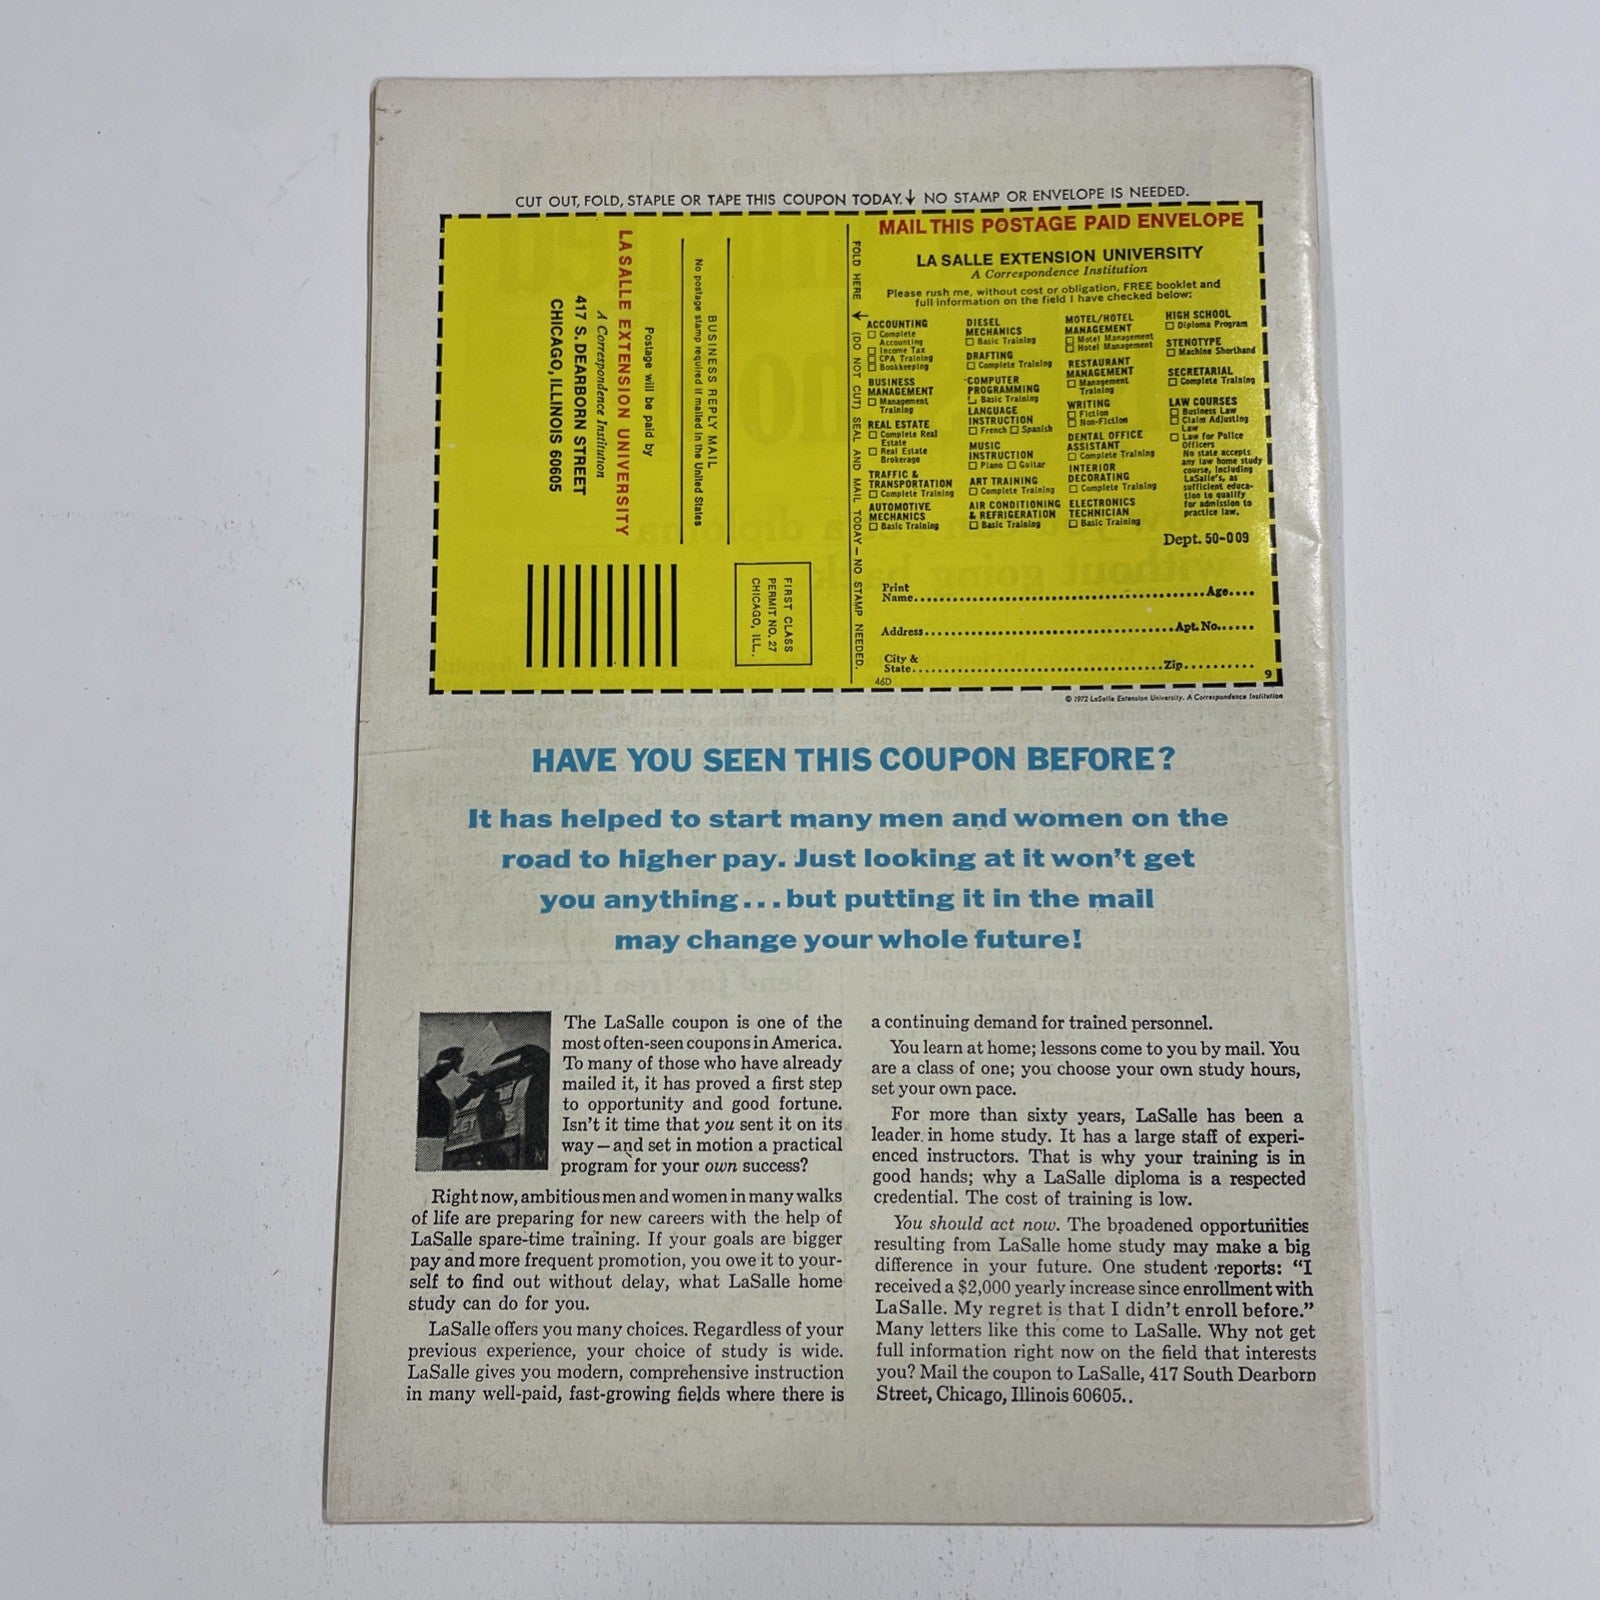 CUT OUT, FOLD, STAPLE OR TAPE THIS COUPON TODAY. ↓ NO STAMP OR ENVELOPE IS NEEDED.
LA SALLE EXTENSION UNIVERSITY
A Correspondence Institution
417 S. DEARBORN STREET
CHICAGO, ILLINOIS 60605
Postage will be paid by
BUSINESS REPLY MAIL
No postage stamp required if mailed in the United States
FIRST CLASS
PERMIT NO. 27
CHICAGO, ILL.
FOLD HERE ↓ (DO NOT CUT) SEAL AND MAIL TODAY — NO STAMP NEEDED.
MAIL THIS POSTAGE PAID ENVELOPE
LA SALLE EXTENSION UNIVERSITY
A Correspondence Institution
Please rush me, without cost or obligation, FREE booklet and
full information on the field I have checked below:
ACCOUNTING
□ Complete
Accounting
□ Income Tax
□ CPA Training
□ Bookkeeping
BUSINESS
MANAGEMENT
□ Management
Training
REAL ESTATE
□ Complete Real
Estate
□ Real Estate
Brokerage
TRAFFIC &
TRANSPORTATION
□ Complete Training
AUTOMOTIVE
MECHANICS
□ Basic Training
DIESEL
MECHANICS
□ Basic Training
DRAFTING
□ Complete Training
COMPUTER
PROGRAMMING
□ Basic Training
LANGUAGE
INSTRUCTION
□ French □ Spanish
MUSIC
INSTRUCTION
□ Piano □ Guitar
ART TRAINING
□ Complete Training
AIR CONDITIONING
& REFRIGERATION
□ Basic Training
MOTEL/HOTEL
MANAGEMENT
□ Motel Management
□ Hotel Management
RESTAURANT
MANAGEMENT
□ Management
Training
WRITING
□ Fiction
□ Non-Fiction
DENTAL OFFICE
ASSISTANT
□ Complete Training
INTERIOR
DECORATING
□ Complete Training
ELECTRONICS
TECHNICIAN
□ Basic Training
HIGH SCHOOL
□ Diploma Program
STENOTYPE
□ Machine Shorthand
SECRETARIAL
□ Complete Training
LAW COURSES
□ Business Law
□ Claim Adjusting
Law
□ Law for Police
Officers
No state accepts
any law home study
course, including
LaSalle's, as
sufficient educa-
tion to qualify
for admission to
practice law.
Dept. 50-009
Print
Name..........Age....
Address..........Apt. No......
City &
State..........Zip..........
46D
9
© 1972 LaSalle Extension University. A Correspondence Institution
HAVE YOU SEEN THIS COUPON BEFORE?
It has helped to start many men and women on the
road to higher pay. Just looking at it won't get
you anything...but putting it in the mail
may change your whole future!
The LaSalle coupon is one of the
most often-seen coupons in America.
To many of those who have already
mailed it, it has proved a first step
to opportunity and good fortune.
Isn't it time that you sent it on its
way—and set in motion a practical
program for your own success?
Right now, ambitious men and women in many walks
of life are preparing for new careers with the help of
LaSalle spare-time training. If your goals are bigger
pay and more frequent promotion, you owe it to your-
self to find out without delay, what LaSalle home
study can do for you.
LaSalle offers you many choices. Regardless of your
previous experience, your choice of study is wide.
LaSalle gives you modern, comprehensive instruction
in many well-paid, fast-growing fields where there is
a continuing demand for trained personnel.
You learn at home; lessons come to you by mail. You
are a class of one; you choose your own study hours,
set your own pace.
For more than sixty years, LaSalle has been a
leader in home study. It has a large staff of experi-
enced instructors. That is why your training is in
good hands; why a LaSalle diploma is a respected
credential. The cost of training is low.
You should act now. The broadened opportunities
resulting from LaSalle home study may make a big
difference in your future. One student reports: "I
received a $2,000 yearly increase since enrollment with
LaSalle. My regret is that I didn't enroll before."
Many letters like this come to LaSalle. Why not get
full information right now on the field that interests
you? Mail the coupon to LaSalle, 417 South Dearborn
Street, Chicago, Illinois 60605..